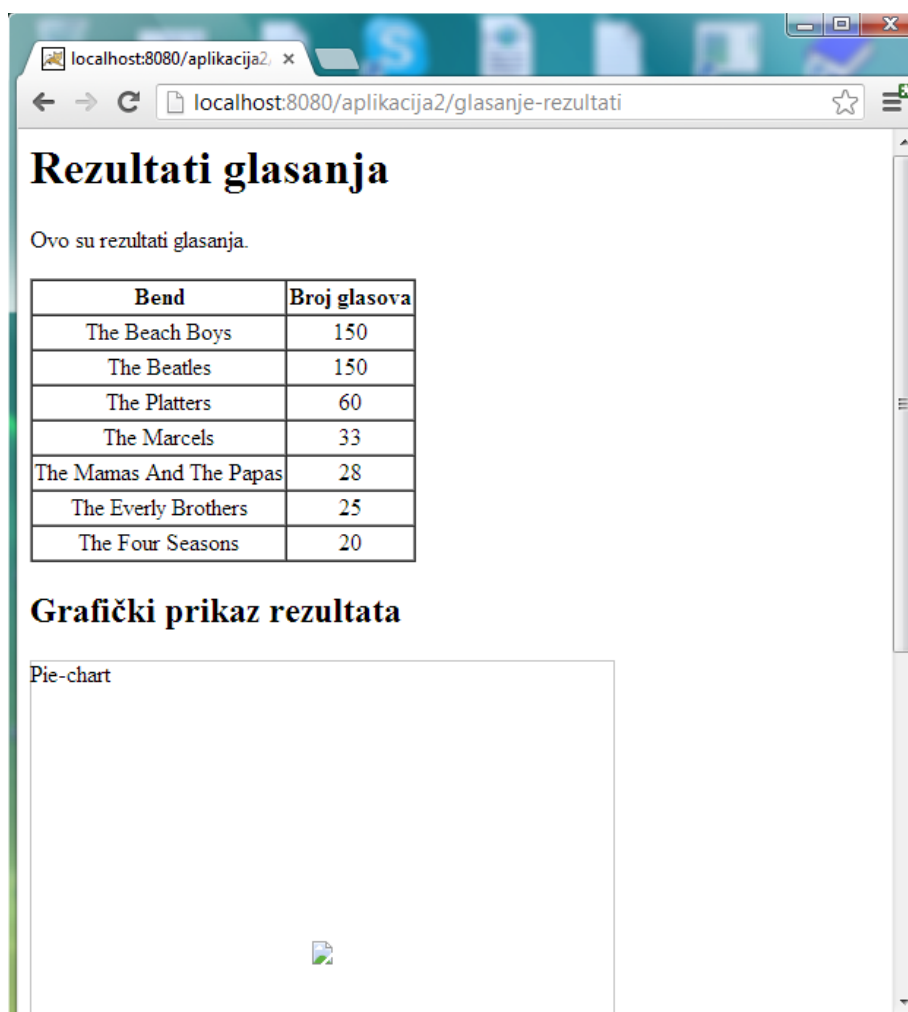 localhost:8080/aplikacija2/
localhost:8080/aplikacija2/glasanje-rezultati
Rezultati glasanja
Ovo su rezultati glasanja.
Bend Broj glasova
The Beach Boys 150
The Beatles 150
The Platters 60
The Marcels 33
The Mamas And The Papas 28
The Everly Brothers 25
The Four Seasons 20
Grafički prikaz rezultata
Pie-chart